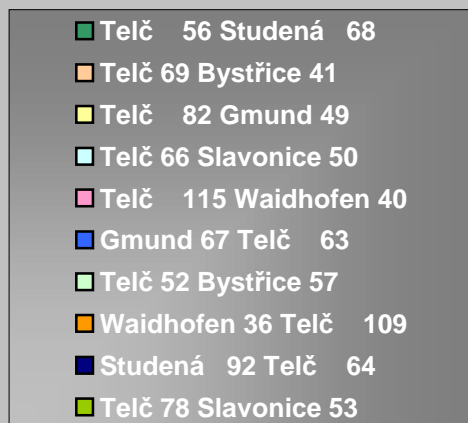 Telč 56 Studená 68
Telč 69 Bystřice 41
Telč 82 Gmund 49
Telč 66 Slavonice 50
Telč 115 Waidhofen 40
Gmund 67 Telč 63
Telč 52 Bystřice 57
Waidhofen 36 Telč 109
Studená 92 Telč 64
Telč 78 Slavonice 53